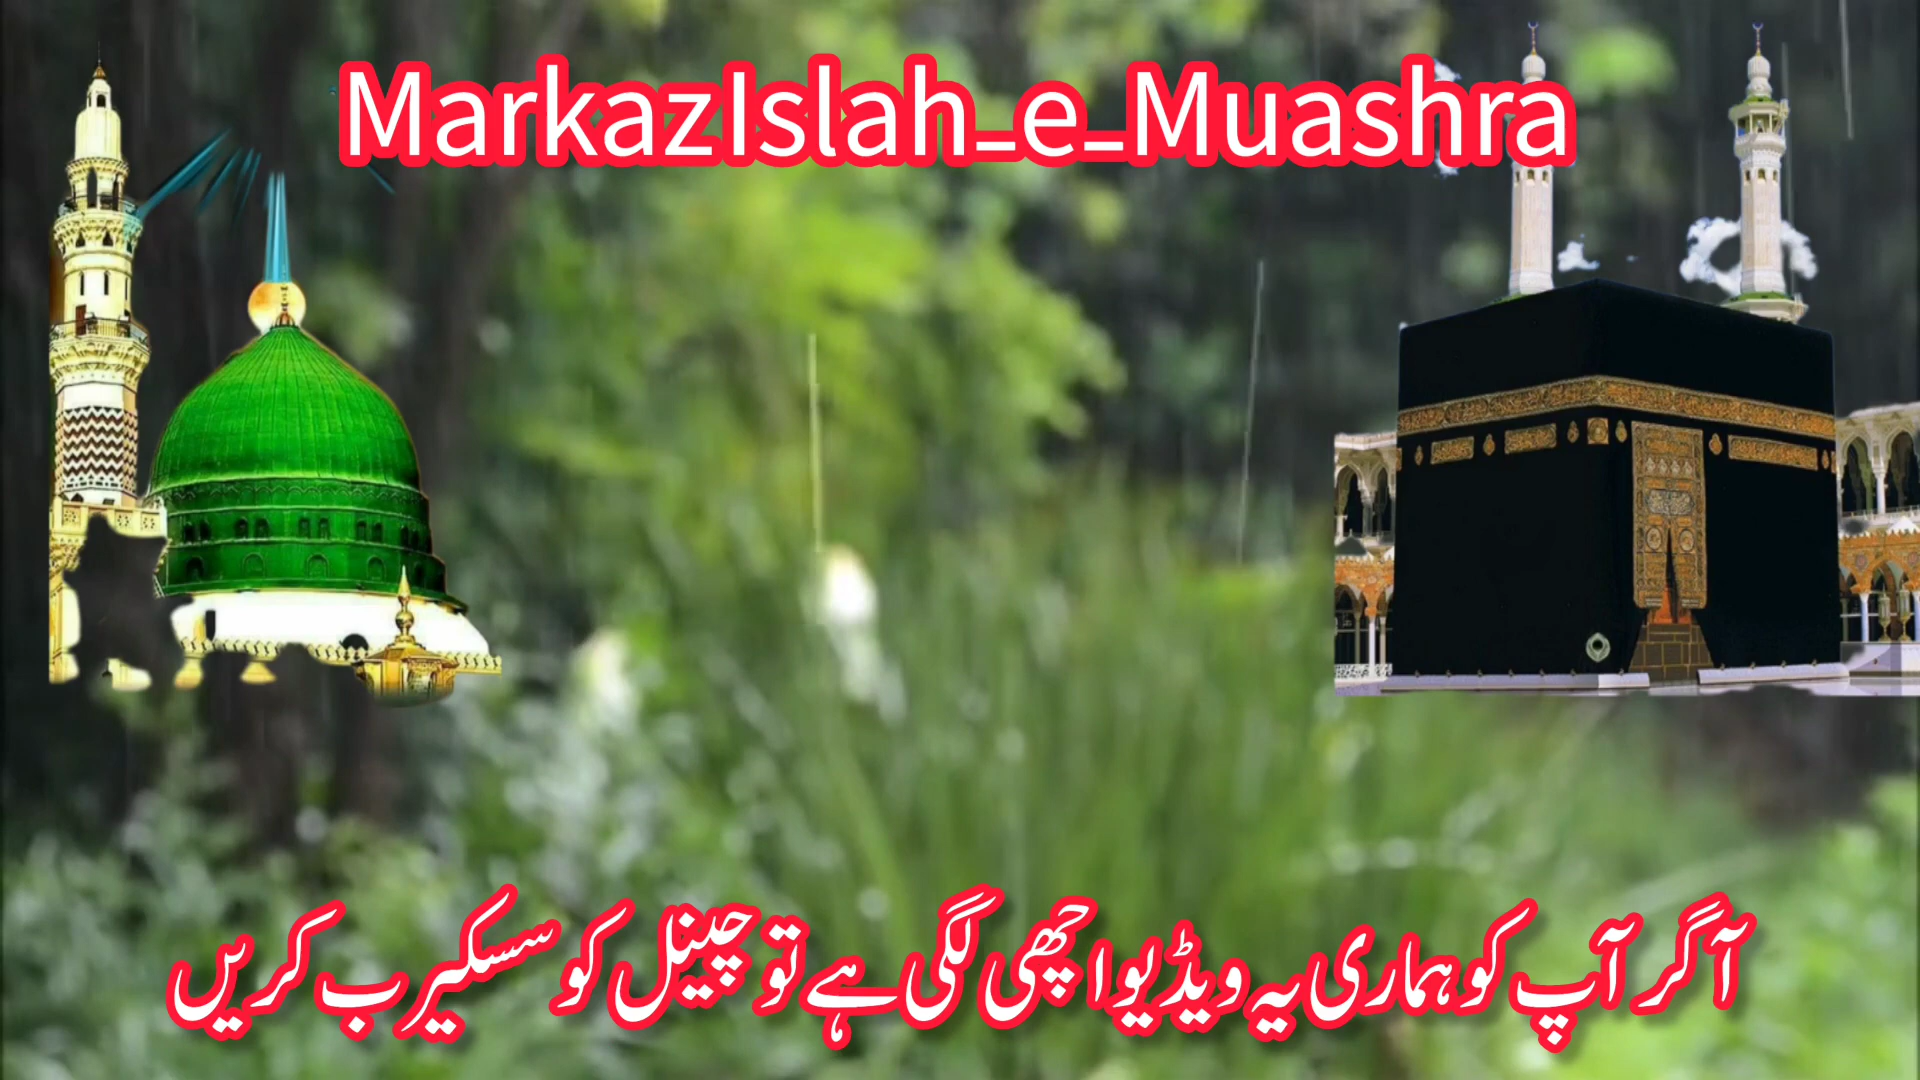 MarkazIslah_e_Muashra
آگر آپ کو ہماری یہ ویڈیو اچھی لگی ہے تو چینل کو سسکیرب کریں